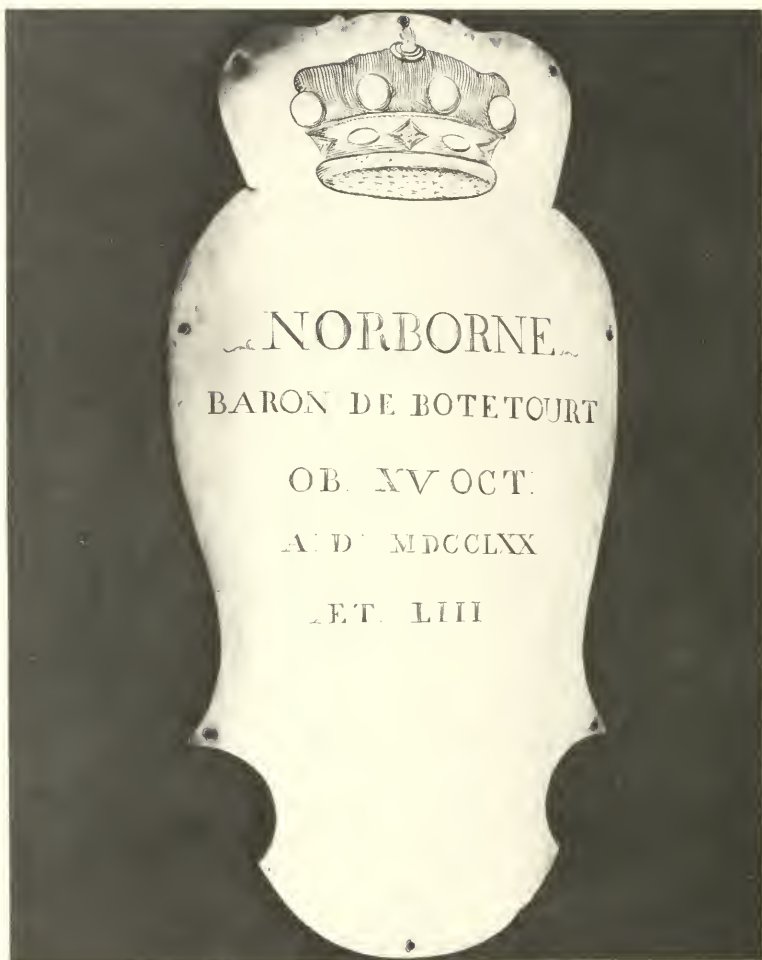 NORBORNE
BARON DE BOTETOURT
OB. XV OCT:
A: D: MDCCLXX
ÆT. LIII